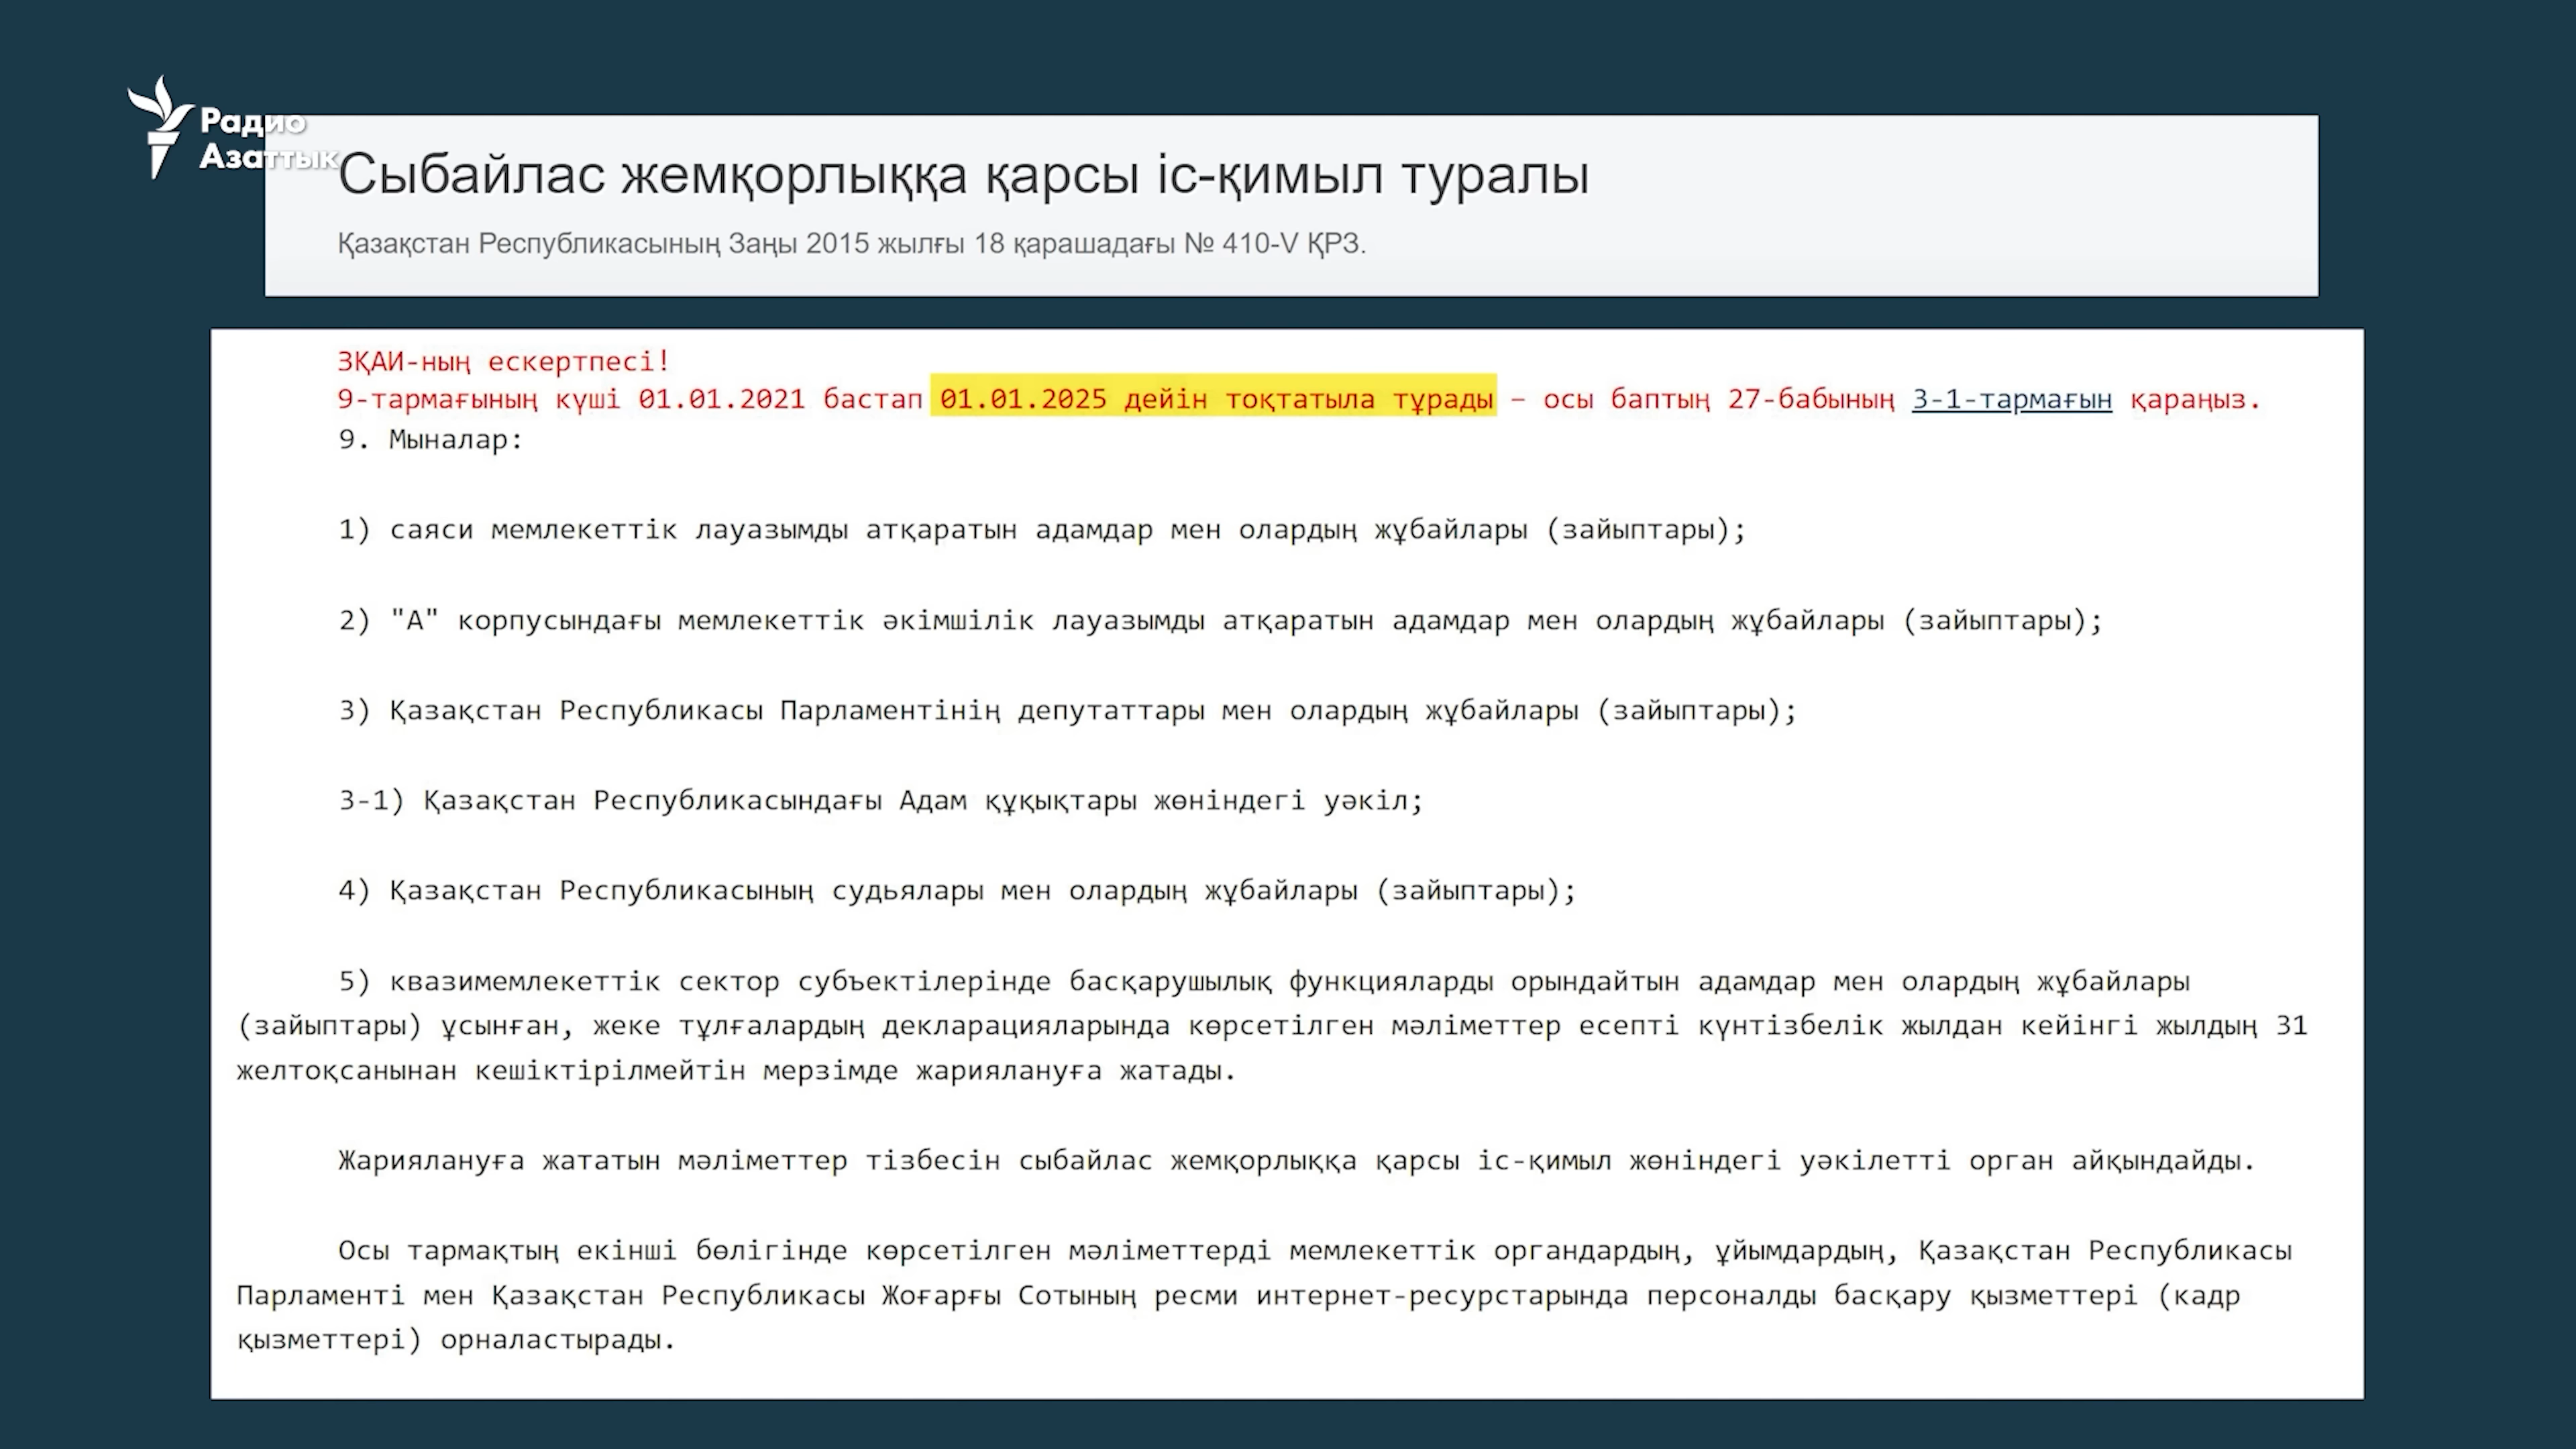 Радио
Азаттык
Сыбайлас жемқорлыққа қарсы іс-қимыл туралы
Қазақстан Республикасының Заңы 2015 жылғы 18 қарашадағы № 410-V ҚРЗ.
ЗҚАИ-ның ескертпесі!
9-тармағының күші 01.01.2021 бастап 01.01.2025 дейін тоқтатыла тұрады – осы баптың 27-бабының 3-1-тармағын қараңыз.
9. Мыналар:
1) саяси мемлекеттік лауазымды атқаратын адамдар мен олардың жұбайлары (зайыптары);
2) "А" корпусындағы мемлекеттік әкімшілік лауазымды атқаратын адамдар мен олардың жұбайлары (зайыптары);
3) Қазақстан Республикасы Парламентінің депутаттары мен олардың жұбайлары (зайыптары);
3-1) Қазақстан Республикасындағы Адам құқықтары жөніндегі уәкіл;
4) Қазақстан Республикасының судьялары мен олардың жұбайлары (зайыптары);
5) квазимемлекеттік сектор субъектілерінде басқарушылық функцияларды орындайтын адамдар мен олардың жұбайлары
(зайыптары) ұсынған, жеке тұлғалардың декларацияларында көрсетілген мәліметтер есепті күнтізбелік жылдан кейінгі жылдың 31
желтоқсанынан кешіктірілмейтін мерзімде жариялануға жатады.
Жариялануға жататын мәліметтер тізбесін сыбайлас жемқорлыққа қарсы іс-қимыл жөніндегі уәкілетті орган айқындайды.
Осы тармақтың екінші бөлігінде көрсетілген мәліметтерді мемлекеттік органдардың, ұйымдардың, Қазақстан Республикасы
Парламенті мен Қазақстан Республикасы Жоғарғы Сотының ресми интернет-ресурстарында персоналды басқару қызметтері (кадр
қызметтері) орналастырады.